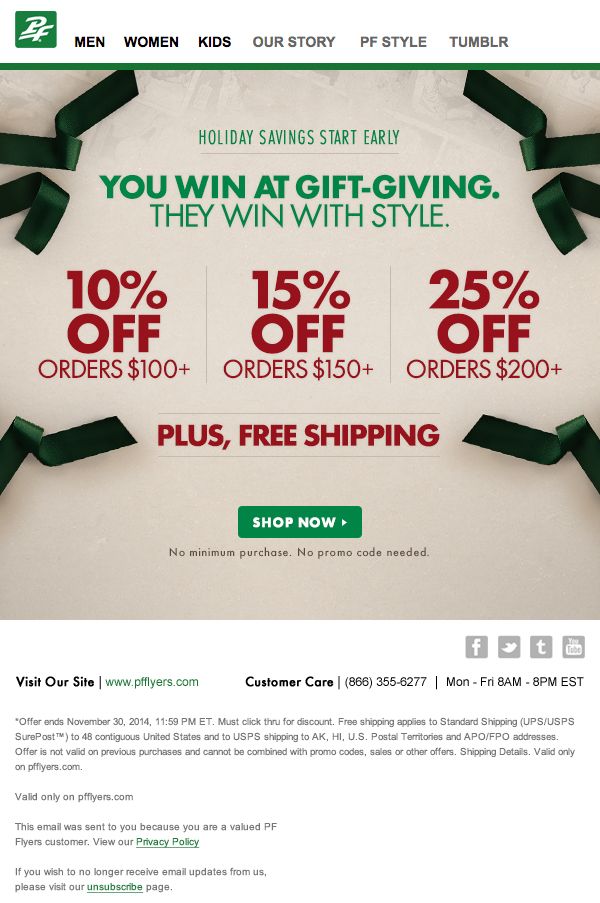 PF
MEN WOMEN KIDS OUR STORY PF STYLE TUMBLR
HOLIDAY SAVINGS START EARLY
YOU WIN AT GIFT-GIVING.
THEY WIN WITH STYLE.
10%
OFF
ORDERS $100+
15%
OFF
ORDERS $150+
25%
OFF
ORDERS $200+
PLUS, FREE SHIPPING
SHOP NOW
No minimum purchase. No promo code needed.
f t You Tube
Visit Our Site | www.pfflyers.com Customer Care | (866) 355-6277 | Mon - Fri 8AM - 8PM EST
*Offer ends November 30, 2014, 11:59 PM ET. Must click thru for discount. Free shipping applies to Standard Shipping (UPS/USPS
SurePost™) to 48 contiguous United States and to USPS shipping to AK, HI, U.S. Postal Territories and APO/FPO addresses.
Offer is not valid on previous purchases and cannot be combined with promo codes, sales or other offers. Shipping Details. Valid only
on pfflyers.com.
Valid only on pfflyers.com
This email was sent to you because you are a valued PF
Flyers customer. View our Privacy Policy
If you wish to no longer receive email updates from us,
please visit our unsubscribe page.